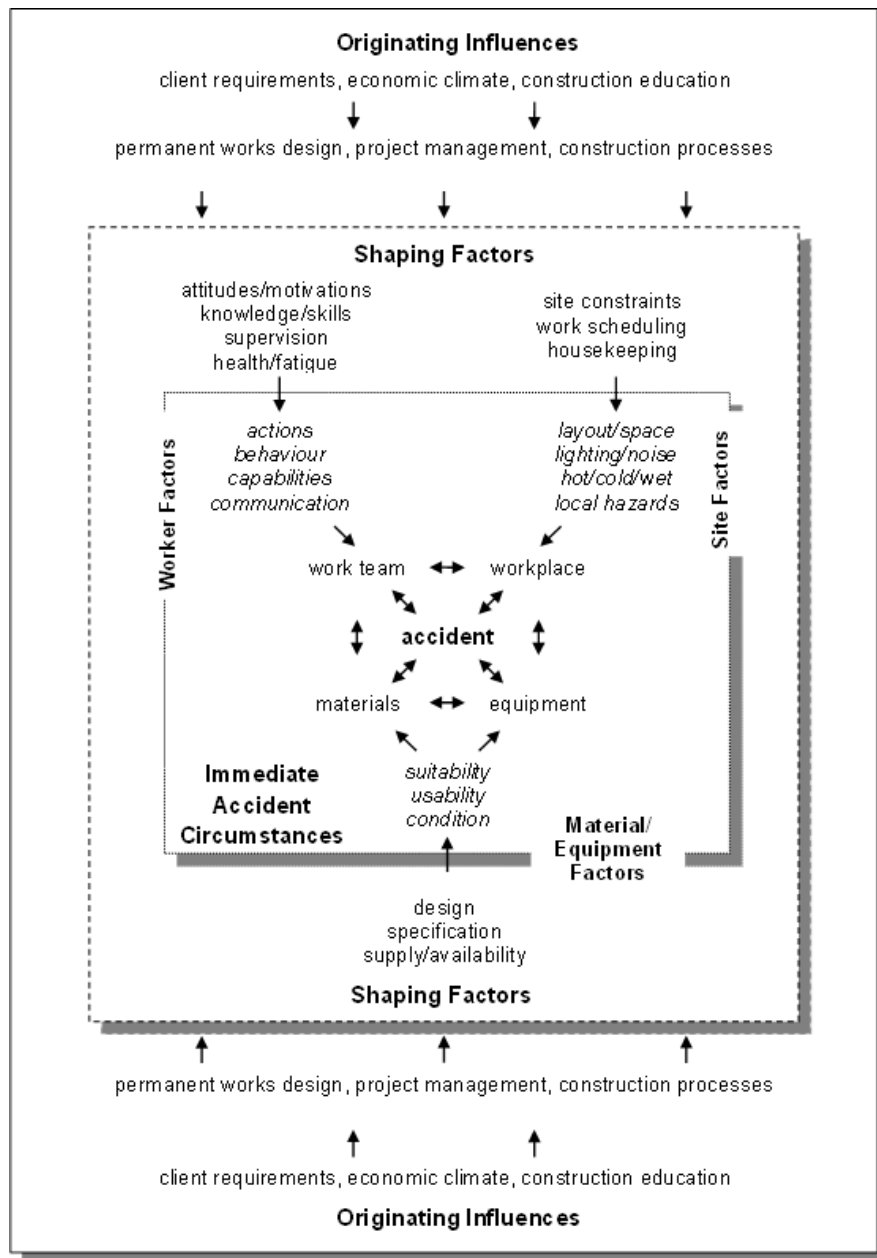 Originating Influences
client requirements, economic climate, construction education
permanent works design, project management, construction processes
Shaping Factors
attitudes/motivations
knowledge/skills
supervision
health/fatigue
site constraints
work scheduling
housekeeping
Worker Factors
actions
behaviour
capabilities
communication
layout/space
lighting/noise
hot/cold/wet
local hazards
Site Factors
work team
workplace
accident
materials
equipment
suitability
usability
condition
Immediate
Accident
Circumstances
Material/
Equipment
Factors
design
specification
supply/availability
Shaping Factors
permanent works design, project management, construction processes
client requirements, economic climate, construction education
Originating Influences